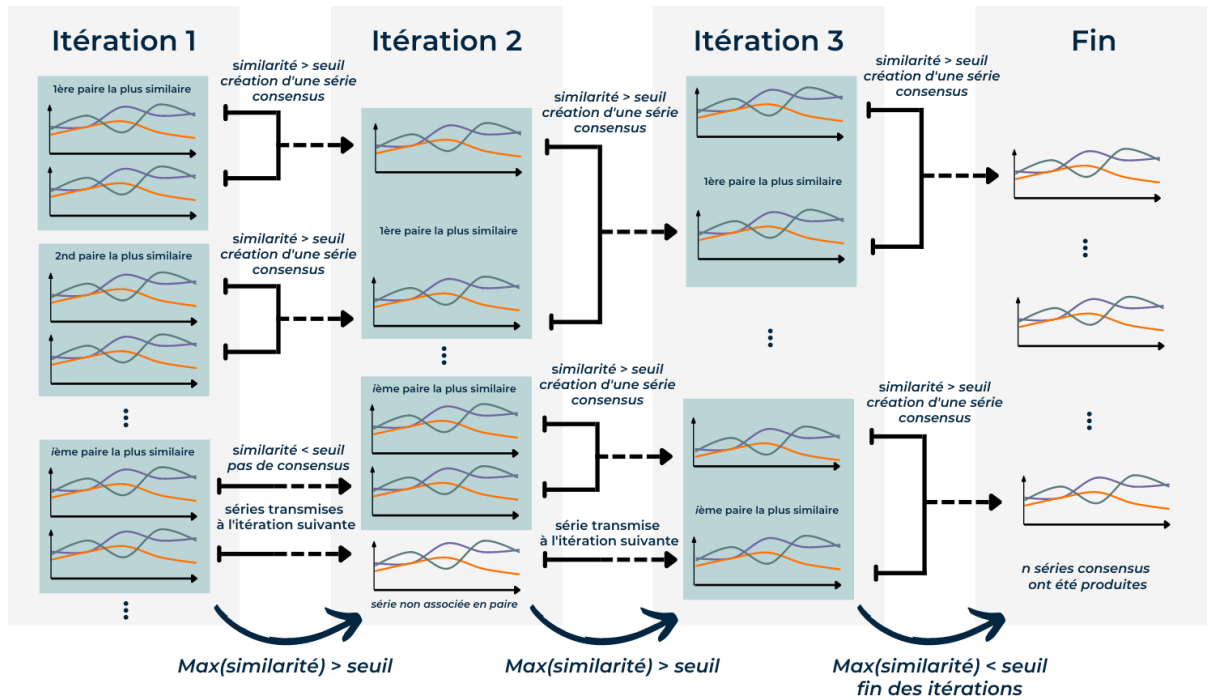 Itération 1
1ère paire la plus similaire
similarité > seuil
création d'une série
consensus
2nd paire la plus similaire
similarité > seuil
création d'une série
consensus
ième paire la plus similaire
similarité < seuil
pas de consensus
séries transmises
à l'itération suivante
Itération 2
1ère paire la plus similaire
similarité > seuil
création d'une série
consensus
ième paire la plus similaire
similarité > seuil
création d'une série
consensus
série transmise
à l'itération suivante
série non associée en paire
Itération 3
1ère paire la plus similaire
similarité > seuil
création d'une série
consensus
ième paire la plus similaire
similarité > seuil
création d'une série
consensus
Fin
n séries consensus
ont été produites
Max(similarité) > seuil
Max(similarité) > seuil
Max(similarité) < seuil
fin des itérations